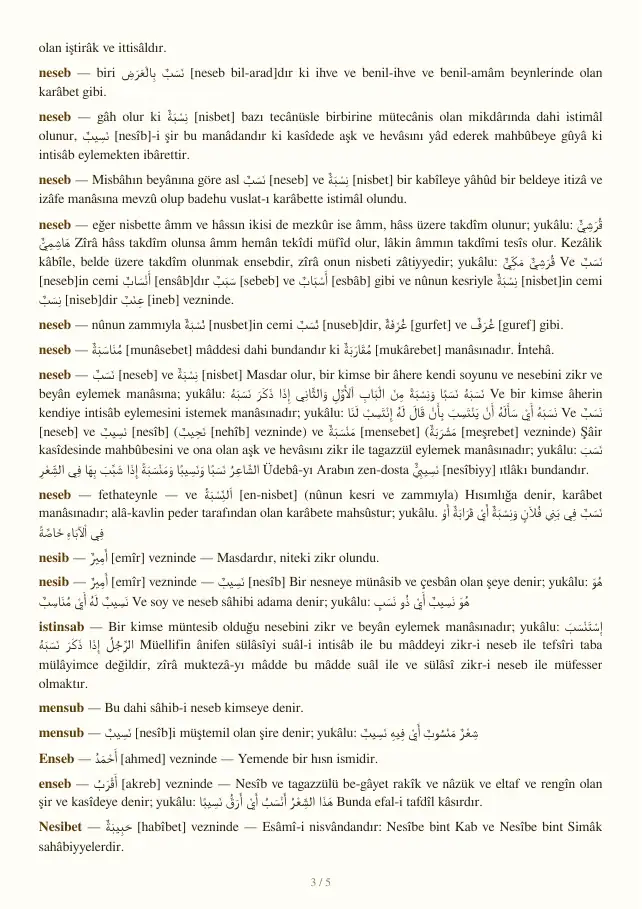 olan iştirâk ve ittisâldır.
neseb — biri نَسَبٌ بِالْعَرَضِ [neseb bil-arad]dır ki ihve ve benil-ihve ve benil-amâm beynlerinde olan
karâbet gibi.
neseb — gâh olur ki نِسْبَةٌ [nisbet] bazı tecânüsle birbirine mütecânis olan mikdârında dahi istimâl
olunur, نَسِيبٌ [nesîb]-i şir bu mânadandır ki kasîdede aşk ve hevâsını yâd ederek mahbûbeye gûyâ ki
intisâb eylemekten ibârettir.
neseb — Misbâhın beyânına göre asl نَسَبٌ [neseb] ve نِسْبَةٌ [nisbet] bir kabîleye yâhûd bir beldeye itizâ ve
izâfe manâsına mevzû olup badehu vuslat-ı karâbette istimal olundu.
neseb — eğer nisbette âmm ve hâssın ikisi de mezkûr ise âmm, hâss üzere takdîm olunur; yukâlu: قُرَشِيٌّ
هَاشِمِيٌّ Zîrâ hâss takdîm olunsa âmm hemân tekîdi müfîd olur, lâkin âmmın takdîmi tesîs olur. Kezâlik
kâbîle, belde üzere takdîm olunmak ensebdir, zîrâ onun nisbeti zâtiyyedir; yukâlu: قُرَشِيٌّ مَكِّيٌّ Ve نَسَبٌ
[neseb]in cemi أَنْسَابٌ [ensâb]dır سَبَبٌ [sebeb] ve أَسْبَابٌ [esbâb] gibi ve nûnun kesriyle نِسْبَةٌ [nisbet]in cemi
نِسَبٌ [niseb]dir عِنَبٌ [ineb] vezninde.
neseb — nûnun zammıyla نُسْبَةٌ [nusbet]in cemi نُسَبٌ [nuseb]dir, غُرْفَةٌ [gurfet] ve غُرَفٌ [guref] gibi.
neseb — مُنَاسَبَةٌ [munâsebet] mâddesi dahi bundandır ki مُقَارَبَةٌ [mukârebet] manâsınadır. İntehâ.
neseb — نَسَبٌ [neseb] ve نِسْبَةٌ [nisbet] Masdar olur, bir kimse bir âhere kendi soyunu ve nesebini zikr ve
beyân eylemek manâsına; yukâlu: نَسَبَهُ نَسَبًا وَنِسْبَةً مِنَ الْبَابِ اْلأَوَّلِ وَالثَّانِي إِذَا ذَكَرَ نَسَبَهُ Ve bir kimse âherin
kendiye intisâb eylemesini istemek manâsınadır; yukâlu: نَسَبَهُ أَيْ سَأَلَهُ أَنْ يَنْتَسِبَ بِأَنْ قَالَ لَهُ إِنْتَسِبْ لَنَا Ve نَسَبٌ
[neseb] ve نَسِيبٌ [nesîb] (نَحِيبٌ [nehîb] vezninde) ve مَنْسَبَةٌ [mensebet] (مَشْرَبَةٌ [meşrebet] vezninde) Şâir
kasîdesinde mahbûbesini ve ona olan aşk ve hevâsını zikr ile tagazzül eylemek manâsınadır; yukâlu: نَسَبَ
الشَّاعِرُ نَسَبًا وَنَسِيبًا وَمَنْسَبَةً إِذَا شَبَّبَ بِهَا فِي الشِّعْرِ Üdebâ-yı Arabın zen-dosta نَسِيبِيٌّ [nesîbiyy] ıtlâkı bundandır.
neseb — fethateynle — ve اَلنِّسْبَةُ [en-nisbet] (nûnun kesri ve zammıyla) Hısımlığa denir, karâbet
manâsınadır; alâ-kavlin peder tarafından olan karâbete mahsûstur; yukâlu. نَسَبٌ فِي بَنِي فُلاَنٍ وَنِسْبَةٌ أَيْ قَرَابَةٌ أَوْ
فِي اْلآبَاءِ خَاصَّةً
nesib — أَمِيرٌ [emîr] vezninde — Masdardır, niteki zikr olundu.
nesib — أَمِيرٌ [emîr] vezninde — نَسِيبٌ [nesîb] Bir nesneye münâsib ve çesbân olan şeye denir; yukâlu: هُوَ
نَسِيبٌ لَهُ أَيْ مُنَاسِبٌ Ve soy ve neseb sâhibi adama denir; yukâlu: هُوَ نَسِيبٌ أَيْ ذُو نَسَبٍ
istinsab — Bir kimse müntesib olduğu nesebini zikr ve beyân eylemek manâsınadır; yukâlu: إِسْتَنْسَبَ
الرَّجُلُ إِذَا ذَكَرَ نَسَبَهُ Müellifin ânifen sülâsîyi suâl-i intisâb ile bu mâddeyi zikr-i neseb ile tefsîri taba
mülâyimce değildir, zîrâ muktezâ-yı mâdde bu mâdde suâl ile ve sülâsî zikr-i neseb ile müfesser
olmaktır.
mensub — Bu dahi sâhib-i neseb kimseye denir.
mensub — نَسِيبٌ [nesîb]i müştemil olan şire denir; yukâlu: شِعْرٌ مَنْسُوبٌ أَيْ فِيهِ نَسِيبٌ
Enseb — أَحْمَدُ [ahmed] vezninde — Yemende bir hısn ismidir.
enseb — أَقْرَبُ [akreb] vezninde — Nesîb ve tagazzülü be-gâyet rakîk ve nâzük ve eltaf ve rengîn olan
şir ve kasîdeye denir; yukâlu: هَذَا الشِّعْرُ أَنْسَبُ أَيْ أَرَقُّ نَسِيبًا Bunda efal-i tafdîl kâsırdır.
Nesibet — حَبِيبَةٌ [habîbet] vezninde — Esâmî-i nisvândandır: Nesîbe bint Kab ve Nesîbe bint Simâk
sahâbiyyelerdir.
3 / 5